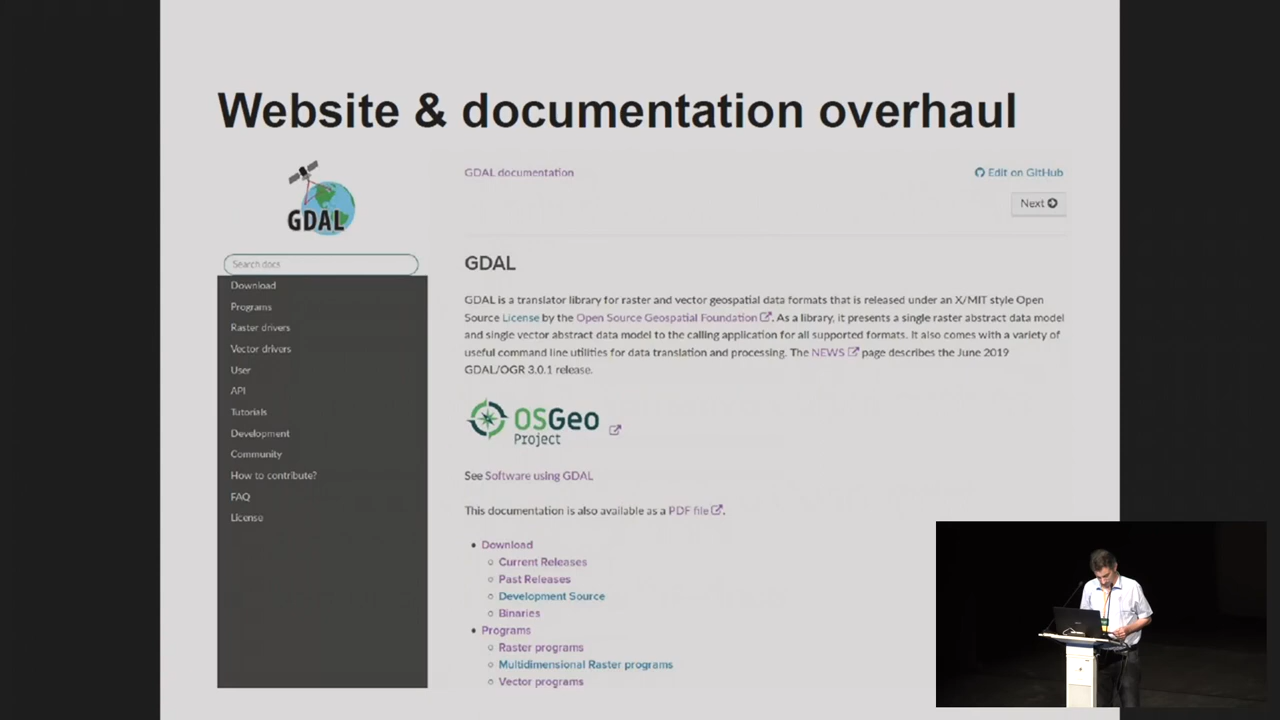 Website & documentation overhaul
GDAL
Search docs
Download
Programs
Raster drivers
Vector drivers
User
API
Tutorials
Development
Community
How to contribute?
FAQ
License
GDAL documentation
Edit on GitHub
Next
GDAL
GDAL is a translator library for raster and vector geospatial data formats that is released under an X/MIT style Open
Source License by the Open Source Geospatial Foundation. As a library, it presents a single raster abstract data model
and single vector abstract data model to the calling application for all supported formats. It also comes with a variety of
useful command line utilities for data translation and processing. The NEWS page describes the June 2019
GDAL/OGR 3.0.1 release.
OSGeo
Project
See Software using GDAL
This documentation is also available as a PDF file.
• Download
○ Current Releases
○ Past Releases
○ Development Source
○ Binaries
• Programs
○ Raster programs
○ Multidimensional Raster programs
○ Vector programs